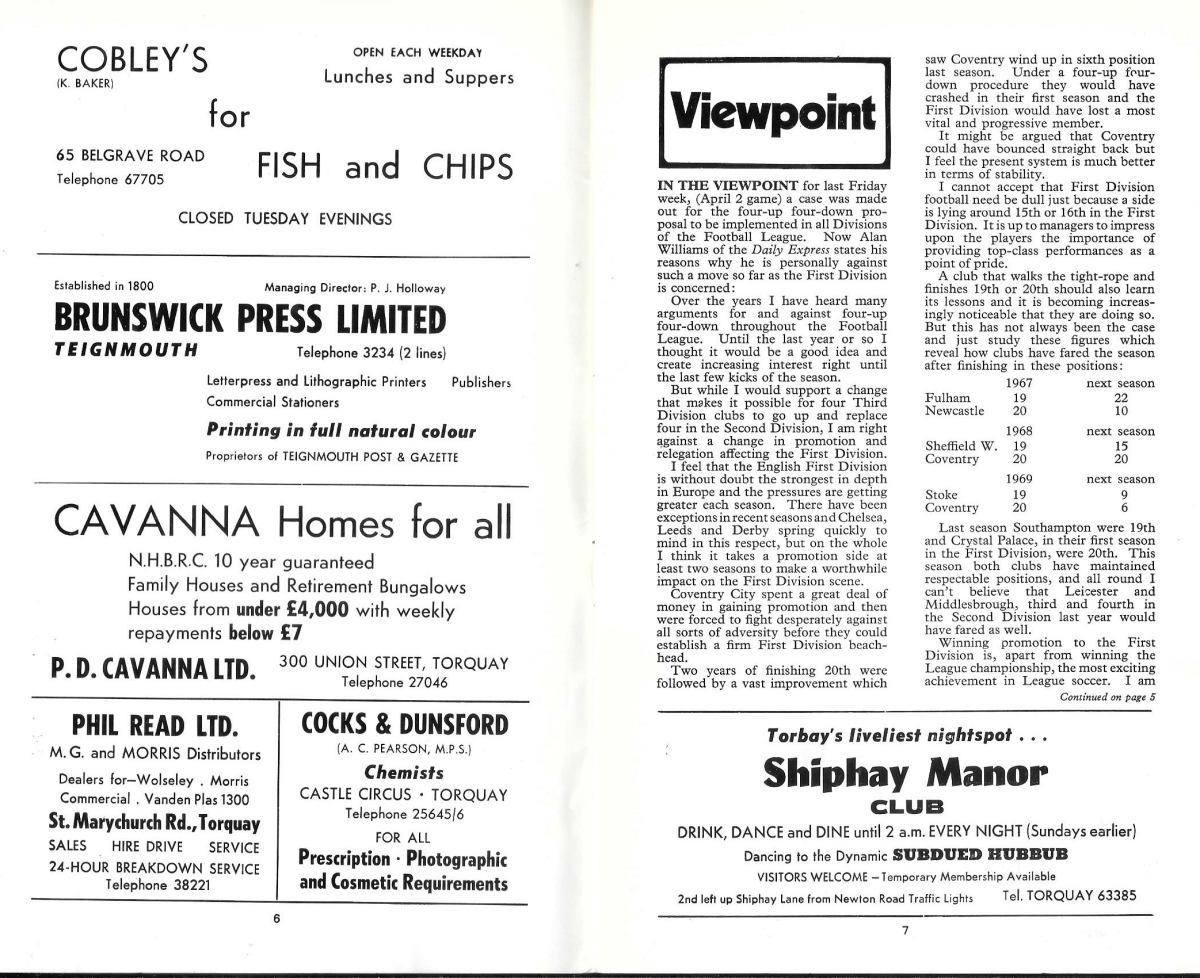 COBLEY'S
(K. BAKER)
OPEN EACH WEEKDAY
Lunches and Suppers
for
65 BELGRAVE ROAD
Telephone 67705
FISH and CHIPS
CLOSED TUESDAY EVENINGS
Established in 1800
Managing Director: P. J. Holloway
BRUNSWICK PRESS LIMITED
TEIGNMOUTH
Telephone 3234 (2 lines)
Letterpress and Lithographic Printers Publishers
Commercial Stationers
Printing in full natural colour
Proprietors of TEIGNMOUTH POST & GAZETTE
CAVANNA Homes for all
N.H.B.R.C. 10 year guaranteed
Family Houses and Retirement Bungalows
Houses from under £4,000 with weekly
repayments below £7
P. D. CAVANNA LTD.
300 UNION STREET, TORQUAY
Telephone 27046
PHIL READ LTD.
M. G. and MORRIS Distributors
Dealers for—Wolseley . Morris
Commercial . Vanden Plas 1300
St. Marychurch Rd., Torquay
SALES HIRE DRIVE SERVICE
24-HOUR BREAKDOWN SERVICE
Telephone 38221
COCKS & DUNSFORD
(A. C. PEARSON, M.P.S.)
Chemists
CASTLE CIRCUS · TORQUAY
Telephone 25645/6
FOR ALL
Prescription · Photographic
and Cosmetic Requirements
6
Viewpoint
IN THE VIEWPOINT for last Friday
week, (April 2 game) a case was made
out for the four-up four-down pro-
posal to be implemented in all Divisions
of the Football League. Now Alan
Williams of the Daily Express states his
reasons why he is personally against
such a move so far as the First Division
is concerned:
Over the years I have heard many
arguments for and against four-up
four-down throughout the Football
League. Until the last year or so I
thought it would be a good idea and
create increasing interest right until
the last few kicks of the season.
But while I would support a change
that makes it possible for four Third
Division clubs to go up and replace
four in the Second Division, I am right
against a change in promotion and
relegation affecting the First Division.
I feel that the English First Division
is without doubt the strongest in depth
in Europe and the pressures are getting
greater each season. There have been
exceptions in recent seasons and Chelsea,
Leeds and Derby spring quickly to
mind in this respect, but on the whole
I think it takes a promotion side at
least two seasons to make a worthwhile
impact on the First Division scene.
Coventry City spent a great deal of
money in gaining promotion and then
were forced to fight desperately against
all sorts of adversity before they could
establish a firm First Division beach-
head.
Two years of finishing 20th were
followed by a vast improvement which
saw Coventry wind up in sixth position
last season. Under a four-up four-
down procedure they would have
crashed in their first season and the
First Division would have lost a most
vital and progressive member.
It might be argued that Coventry
could have bounced straight back but
I feel the present system is much better
in terms of stability.
I cannot accept that First Division
football need be dull just because a side
is lying around 15th or 16th in the First
Division. It is up to managers to impress
upon the players the importance of
providing top-class performances as a
point of pride.
A club that walks the tight-rope and
finishes 19th or 20th should also learn
its lessons and it is becoming increas-
ingly noticeable that they are doing so.
But this has not always been the case
and just study these figures which
reveal how clubs have fared the season
after finishing in these positions:
1967 next season
Fulham 19 22
Newcastle 20 10
1968 next season
Sheffield W. 19 15
Coventry 20 20
1969 next season
Stoke 19 9
Coventry 20 6
Last season Southampton were 19th
and Crystal Palace, in their first season
in the First Division, were 20th. This
season both clubs have maintained
respectable positions, and all round I
can't believe that Leicester and
Middlesbrough, third and fourth in
the Second Division last year would
have fared as well.
Winning promotion to the First
Division is, apart from winning the
League championship, the most exciting
achievement in League soccer. I am
Continued on page 5
Torbay's liveliest nightspot . . .
Shiphay Manor
CLUB
DRINK, DANCE and DINE until 2 a.m. EVERY NIGHT (Sundays earlier)
Dancing to the Dynamic SUBDUED HUBBUB
VISITORS WELCOME – Temporary Membership Available
2nd left up Shiphay Lane from Newton Road Traffic Lights Tel. TORQUAY 63385
7